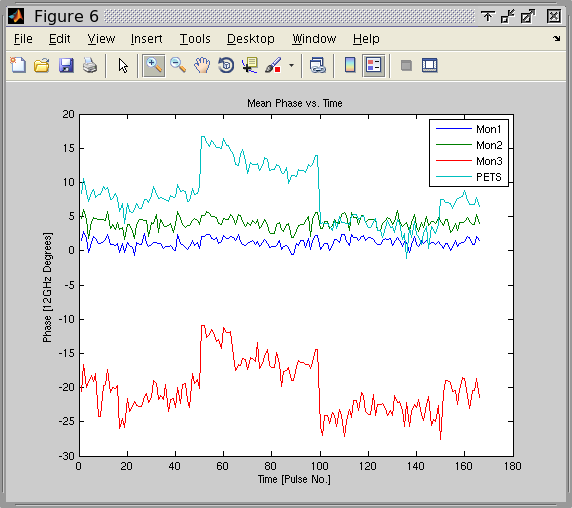 Figure 6
File Edit View Insert Tools Desktop Window Help
Mean Phase vs. Time
20
15
10
5
0
-5
-10
-15
-20
-25
-30
Phase [12GHz Degrees]
Mon1
Mon2
Mon3
PETS
0 20 40 60 80 100 120 140 160 180
Time [Pulse No.]